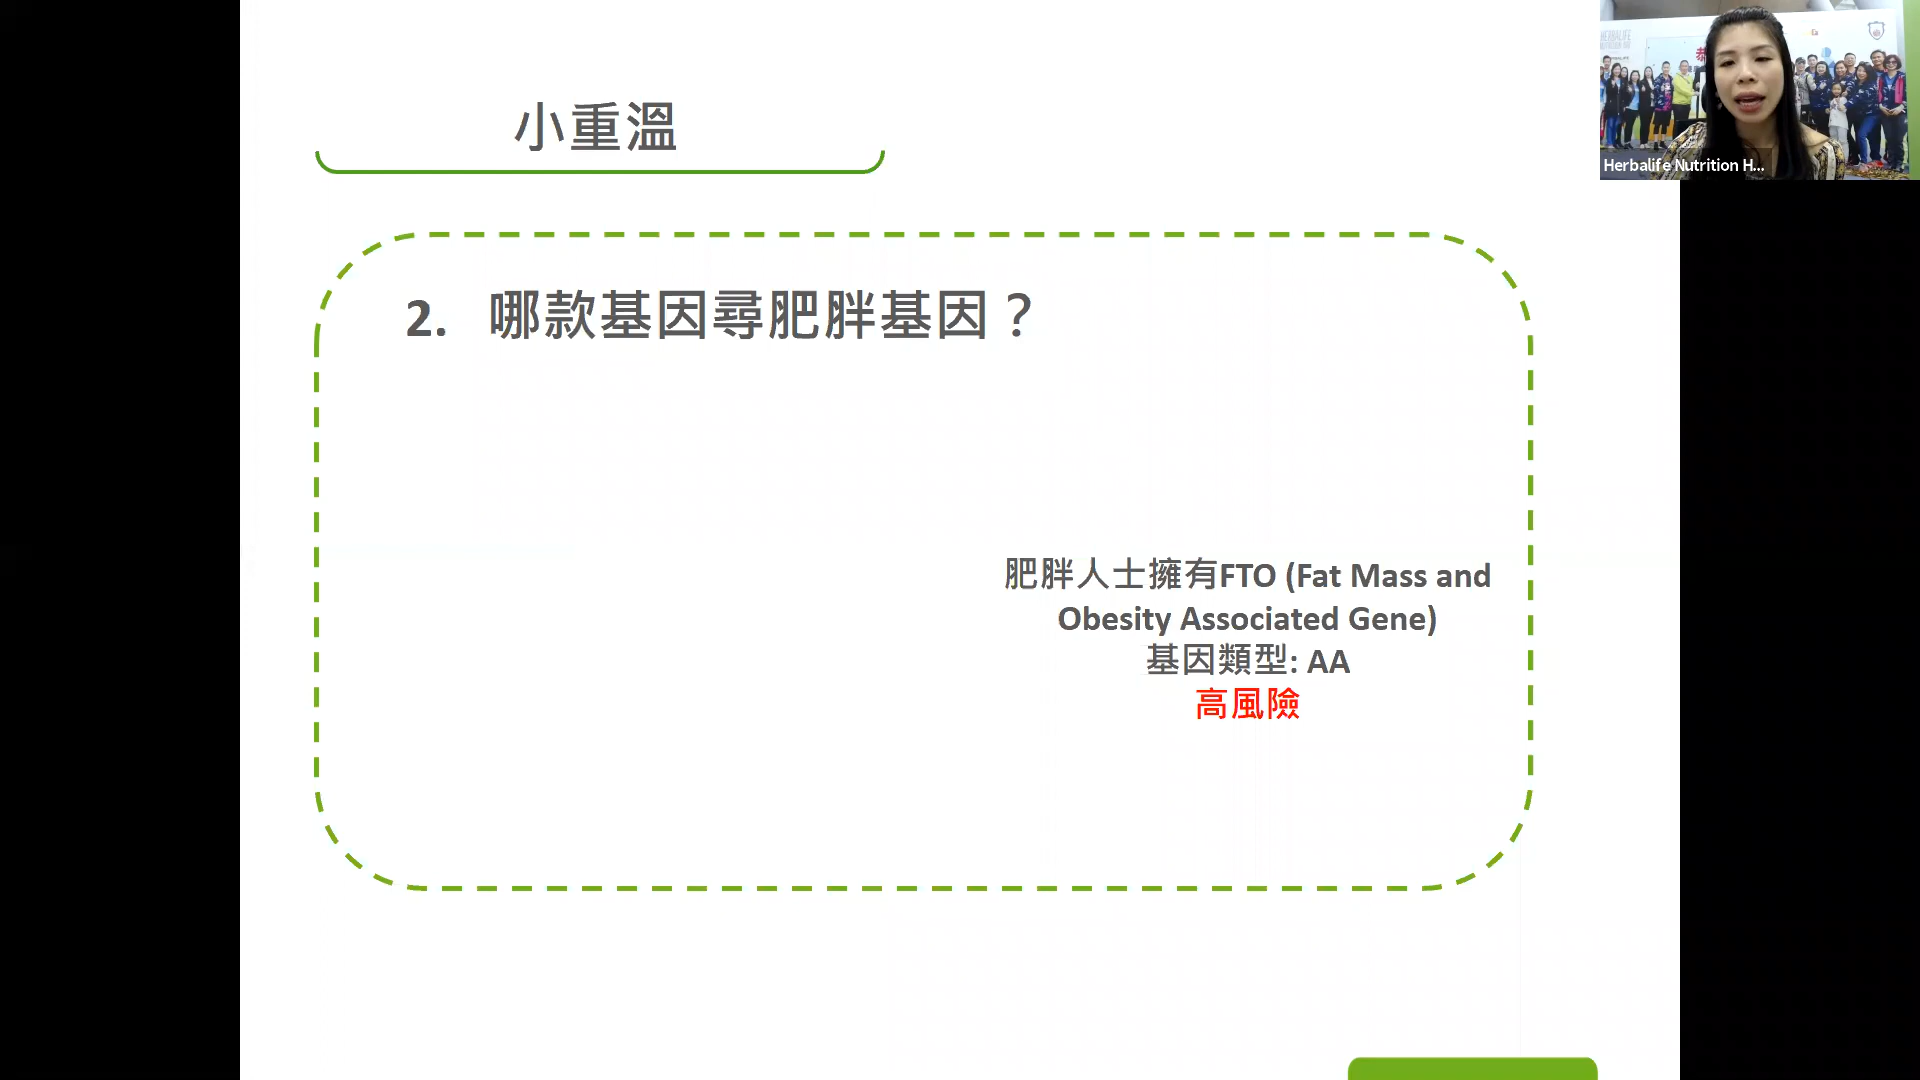 小重溫
2. 哪款基因尋肥胖基因？
肥胖人士擁有FTO (Fat Mass and
Obesity Associated Gene)
基因類型: AA
高風險
Herbalife Nutrition H...